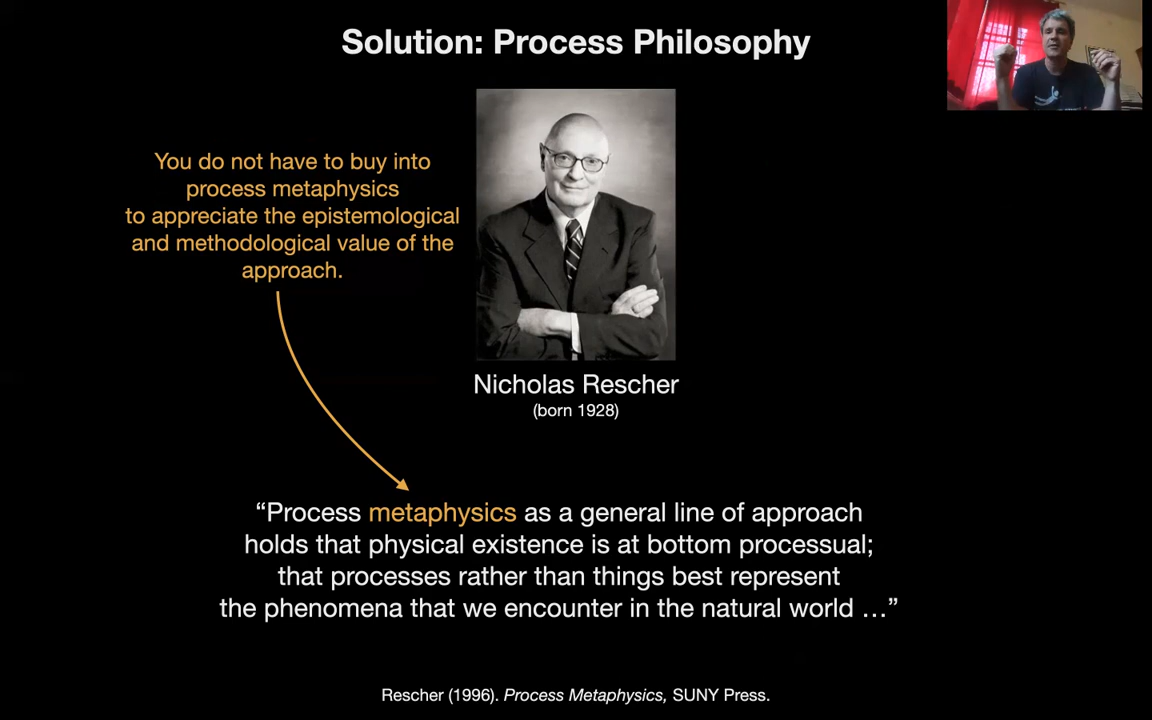 Solution: Process Philosophy
You do not have to buy into
process metaphysics
to appreciate the epistemological
and methodological value of the
approach.
Nicholas Rescher
(born 1928)
“Process metaphysics as a general line of approach
holds that physical existence is at bottom processual;
that processes rather than things best represent
the phenomena that we encounter in the natural world …”
Rescher (1996). Process Metaphysics, SUNY Press.